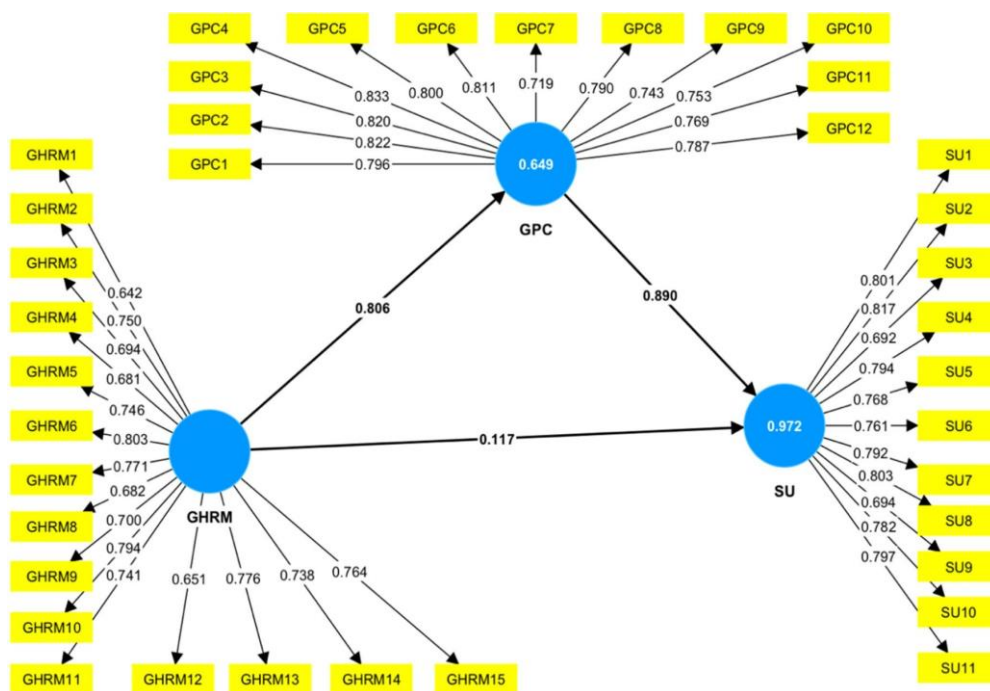 GPC4 GPC5 GPC6 GPC7 GPC8 GPC9 GPC10
GPC3 GPC11
GPC2 GPC12
GPC1
0.833 0.800 0.811 0.719 0.790 0.743 0.753
0.820 0.769
0.822 0.787
0.796
0.649
GPC
GHRM1
GHRM2
GHRM3
GHRM4
GHRM5
GHRM6
GHRM7
GHRM8
GHRM9
GHRM10
GHRM11
GHRM12 GHRM13 GHRM14 GHRM15
0.642
0.750
0.694
0.681
0.746
0.803
0.771
0.682
0.700
0.794
0.741
0.651 0.776 0.738 0.764
GHRM
0.806
0.890
0.117
0.972
SU
0.801
0.817
0.692
0.794
0.768
0.761
0.792
0.803
0.694
0.782
0.797
SU1
SU2
SU3
SU4
SU5
SU6
SU7
SU8
SU9
SU10
SU11